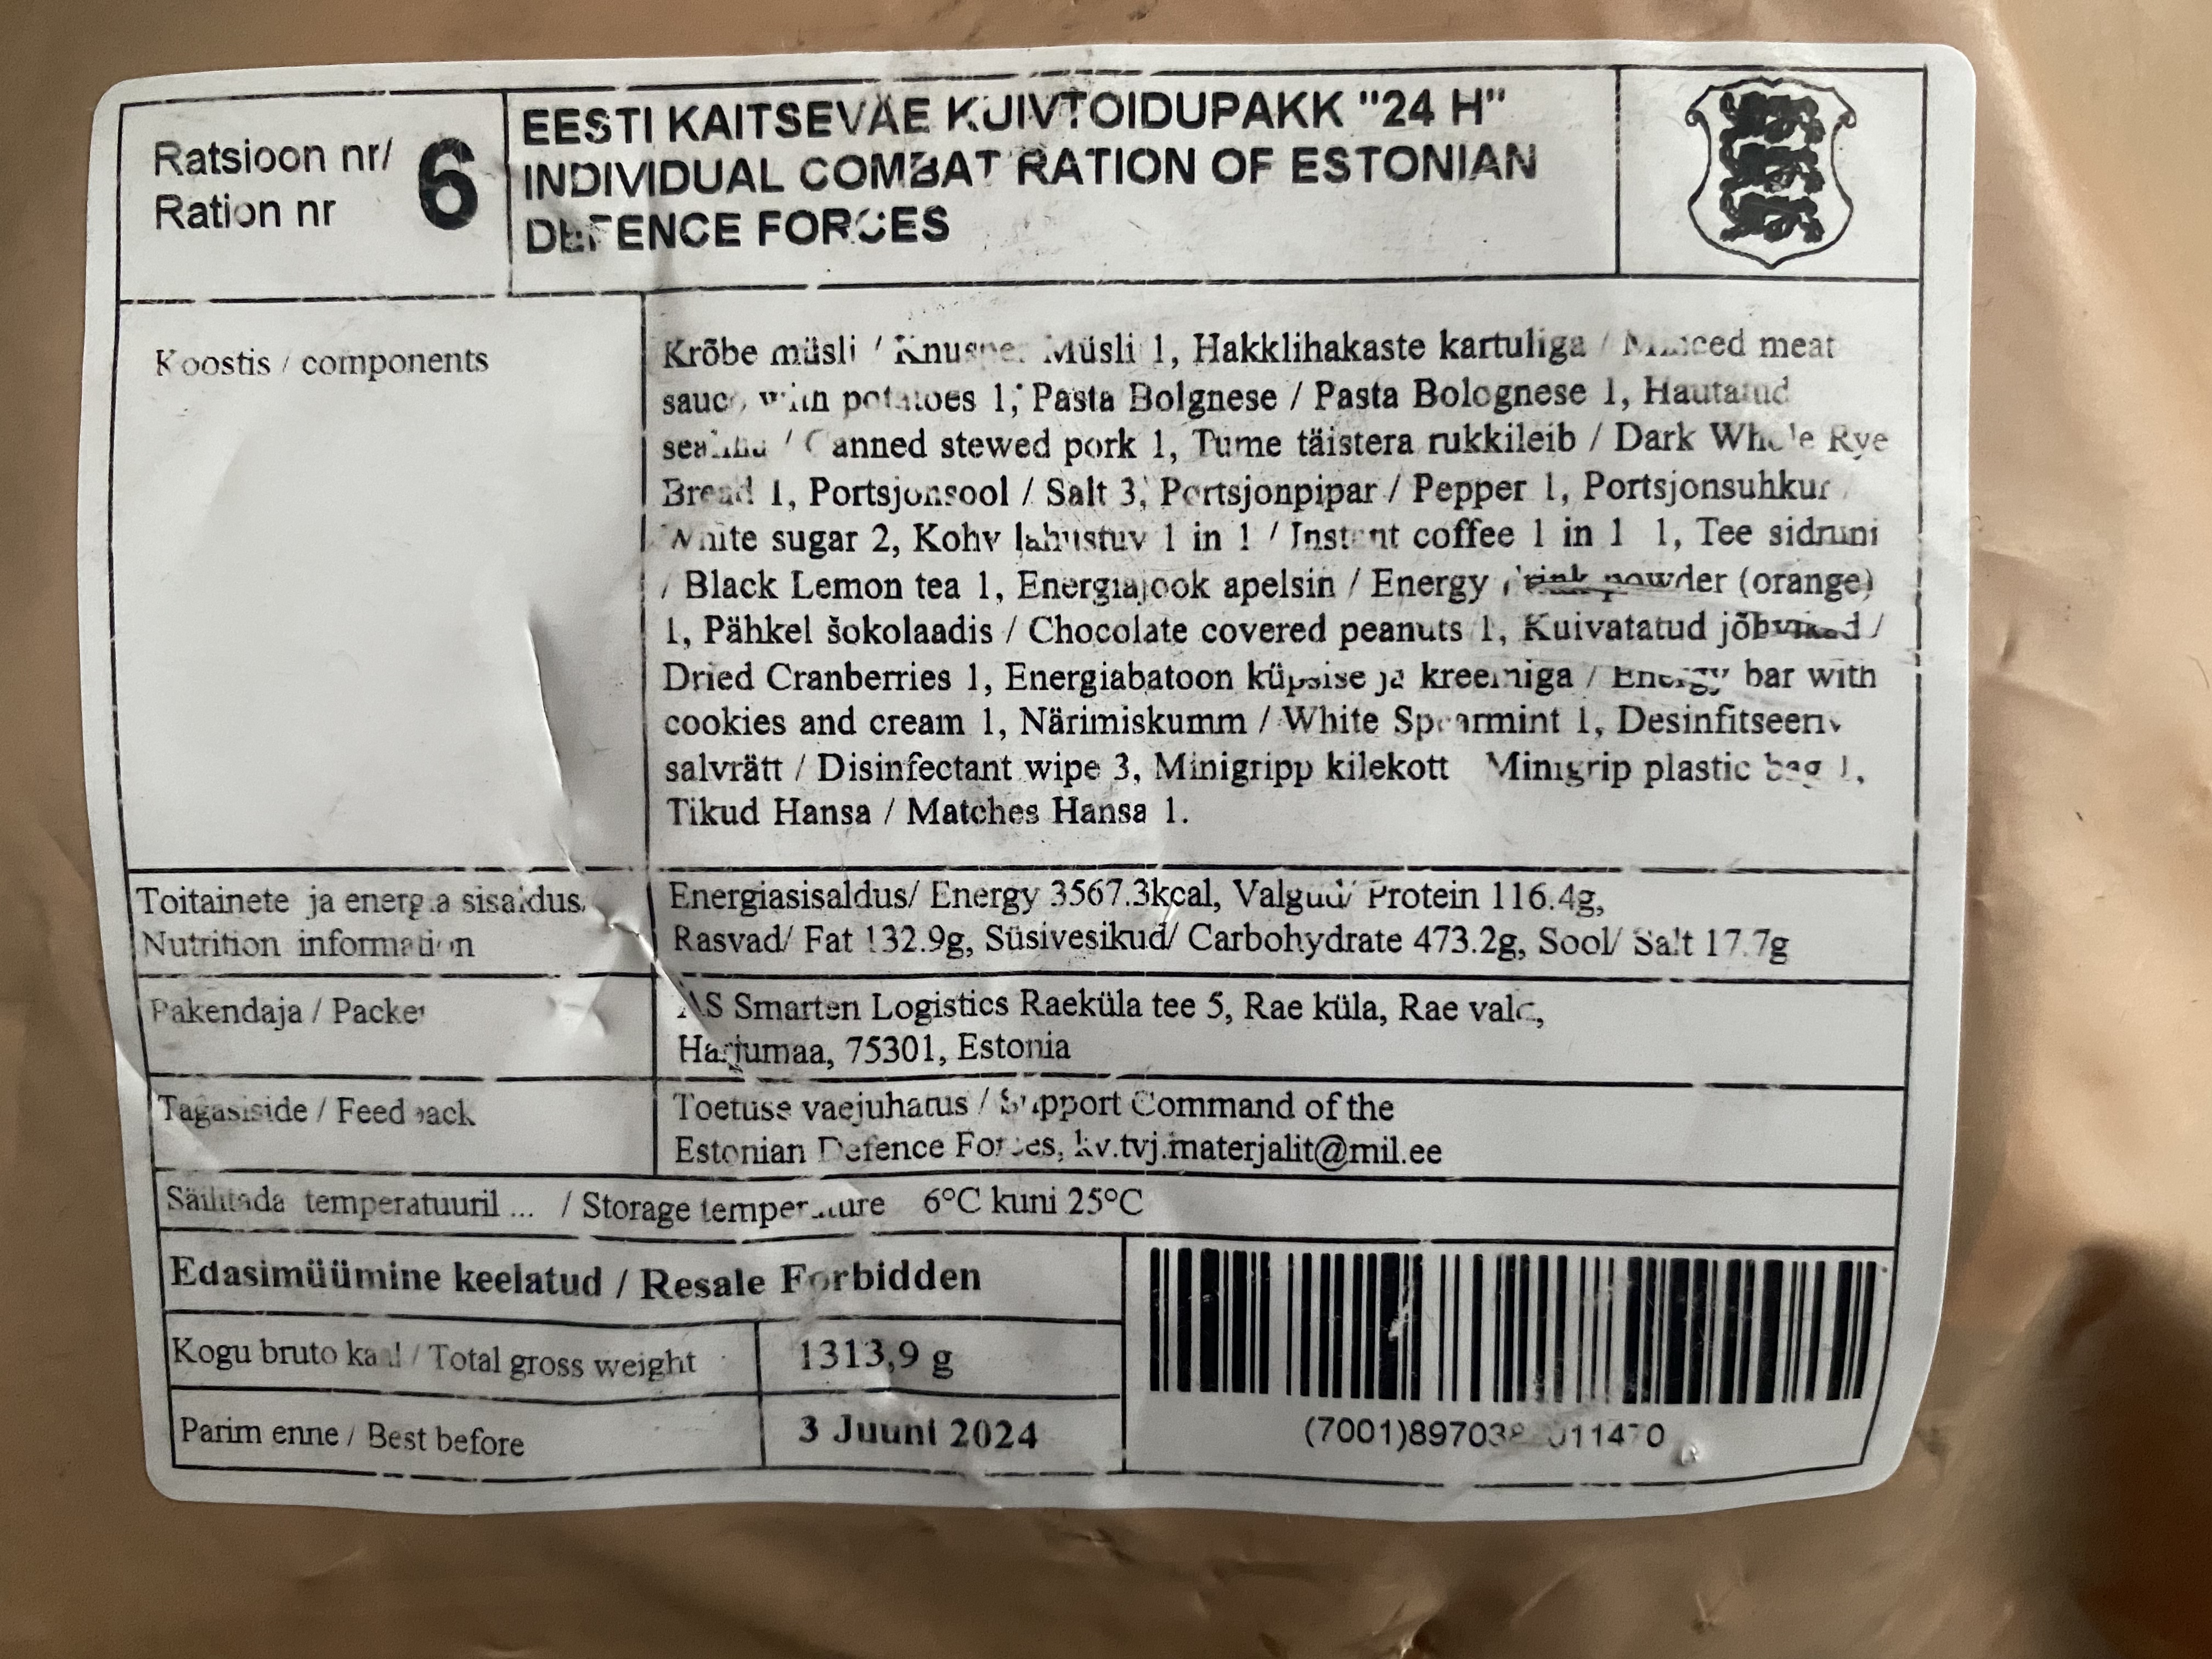 Ratsioon nr/
Ration nr
6
EESTI KAITSEVÄE KUIVTOIDUPAKK "24 H"
INDIVIDUAL COMBAT RATION OF ESTONIAN
DEFENCE FORCES
Koostis / components
Krõbe müsli / Knusper Müsli 1, Hakklihakaste kartuliga / Minced meat
sauce with potatoes 1, Pasta Bolgnese / Pasta Bolognese 1, Hautatud
sealiha / Canned stewed pork 1, Tume täistera rukkileib / Dark Whole Rye
Bread 1, Portsjonsool / Salt 3, Portsjonpipar / Pepper 1, Portsjonsuhkur /
White sugar 2, Kohv lahustuv 1 in 1 / Instant coffee 1 in 1 1, Tee sidruni
/ Black Lemon tea 1, Energiajook apelsin / Energy drink powder (orange)
1, Pähkel šokolaadis / Chocolate covered peanuts 1, Kuivatatud jõhvikad /
Dried Cranberries 1, Energiabatoon küpsise ja kreemiga / Energy bar with
cookies and cream 1, Närimiskumm / White Spearmint 1, Desinfitseeriv
salvrätt / Disinfectant wipe 3, Minigripp kilekott Minigrip plastic bag 1,
Tikud Hansa / Matches Hansa 1.
Toitainete ja energia sisaldus/
Nutrition information
Energiasisaldus/ Energy 3567.3kcal, Valgud/ Protein 116.4g,
Rasvad/ Fat 132.9g, Süsivesikud/ Carbohydrate 473.2g, Sool/ Salt 17.7g
Pakendaja / Packer
AS Smarten Logistics Raeküla tee 5, Rae küla, Rae vald,
Harjumaa, 75301, Estonia
Tagasiside / Feedback
Toetuse väejuhatus / Support Command of the
Estonian Defence Forces, kv.tvj.materjalit@mil.ee
Säilitada temperatuuril ... / Storage temperature 6°C kuni 25°C
Edasimüümine keelatud / Resale Forbidden
Kogu bruto kaal / Total gross weight
1313,9 g
Parim enne / Best before
3 Juuni 2024